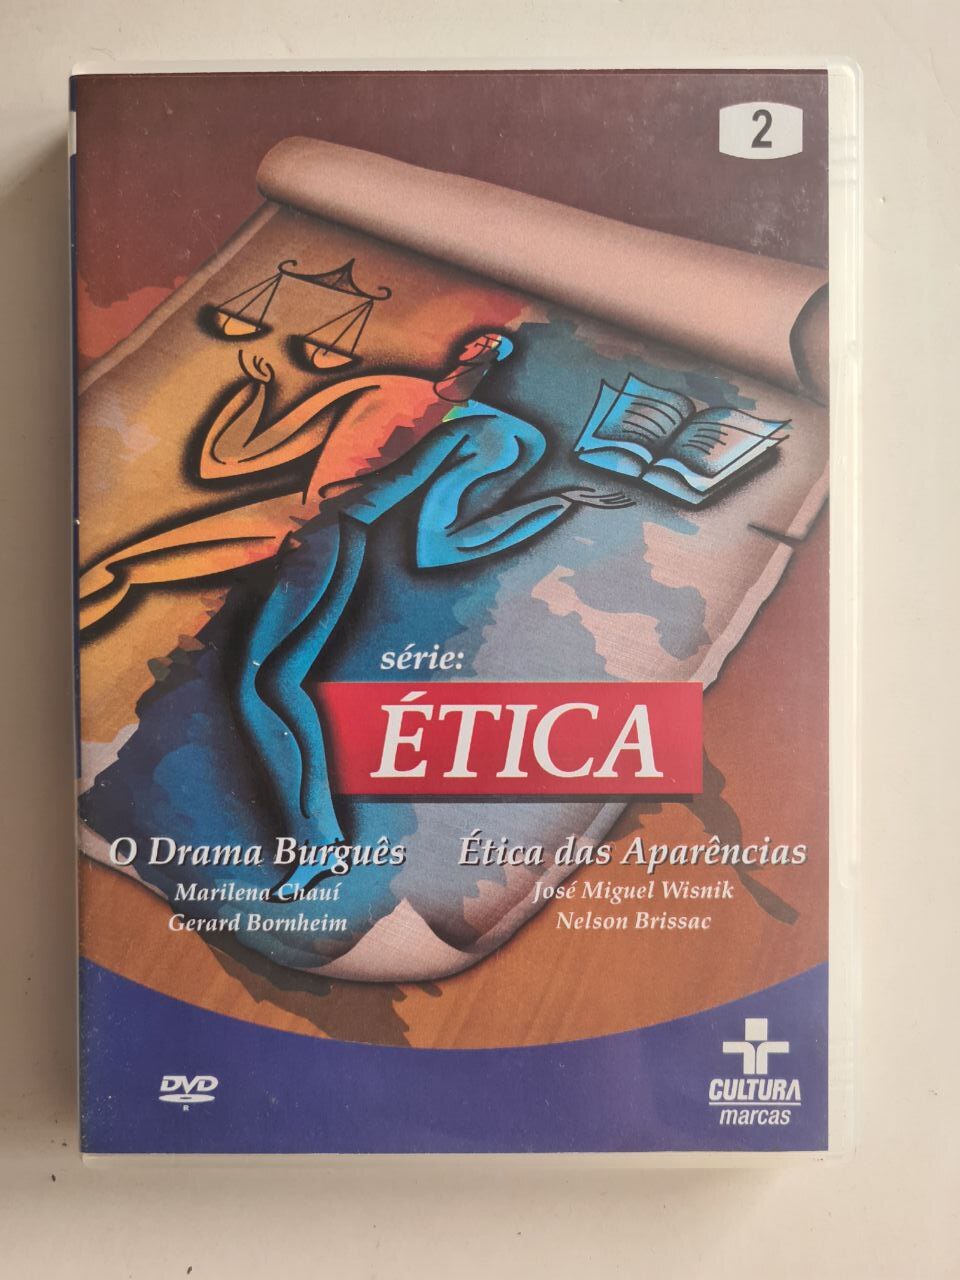 2
série:
ÉTICA
O Drama Burguês
Marilena Chauí
Gerard Bornheim
Ética das Aparências
José Miguel Wisnik
Nelson Brissac
DVD
R
CULTURA
marcas